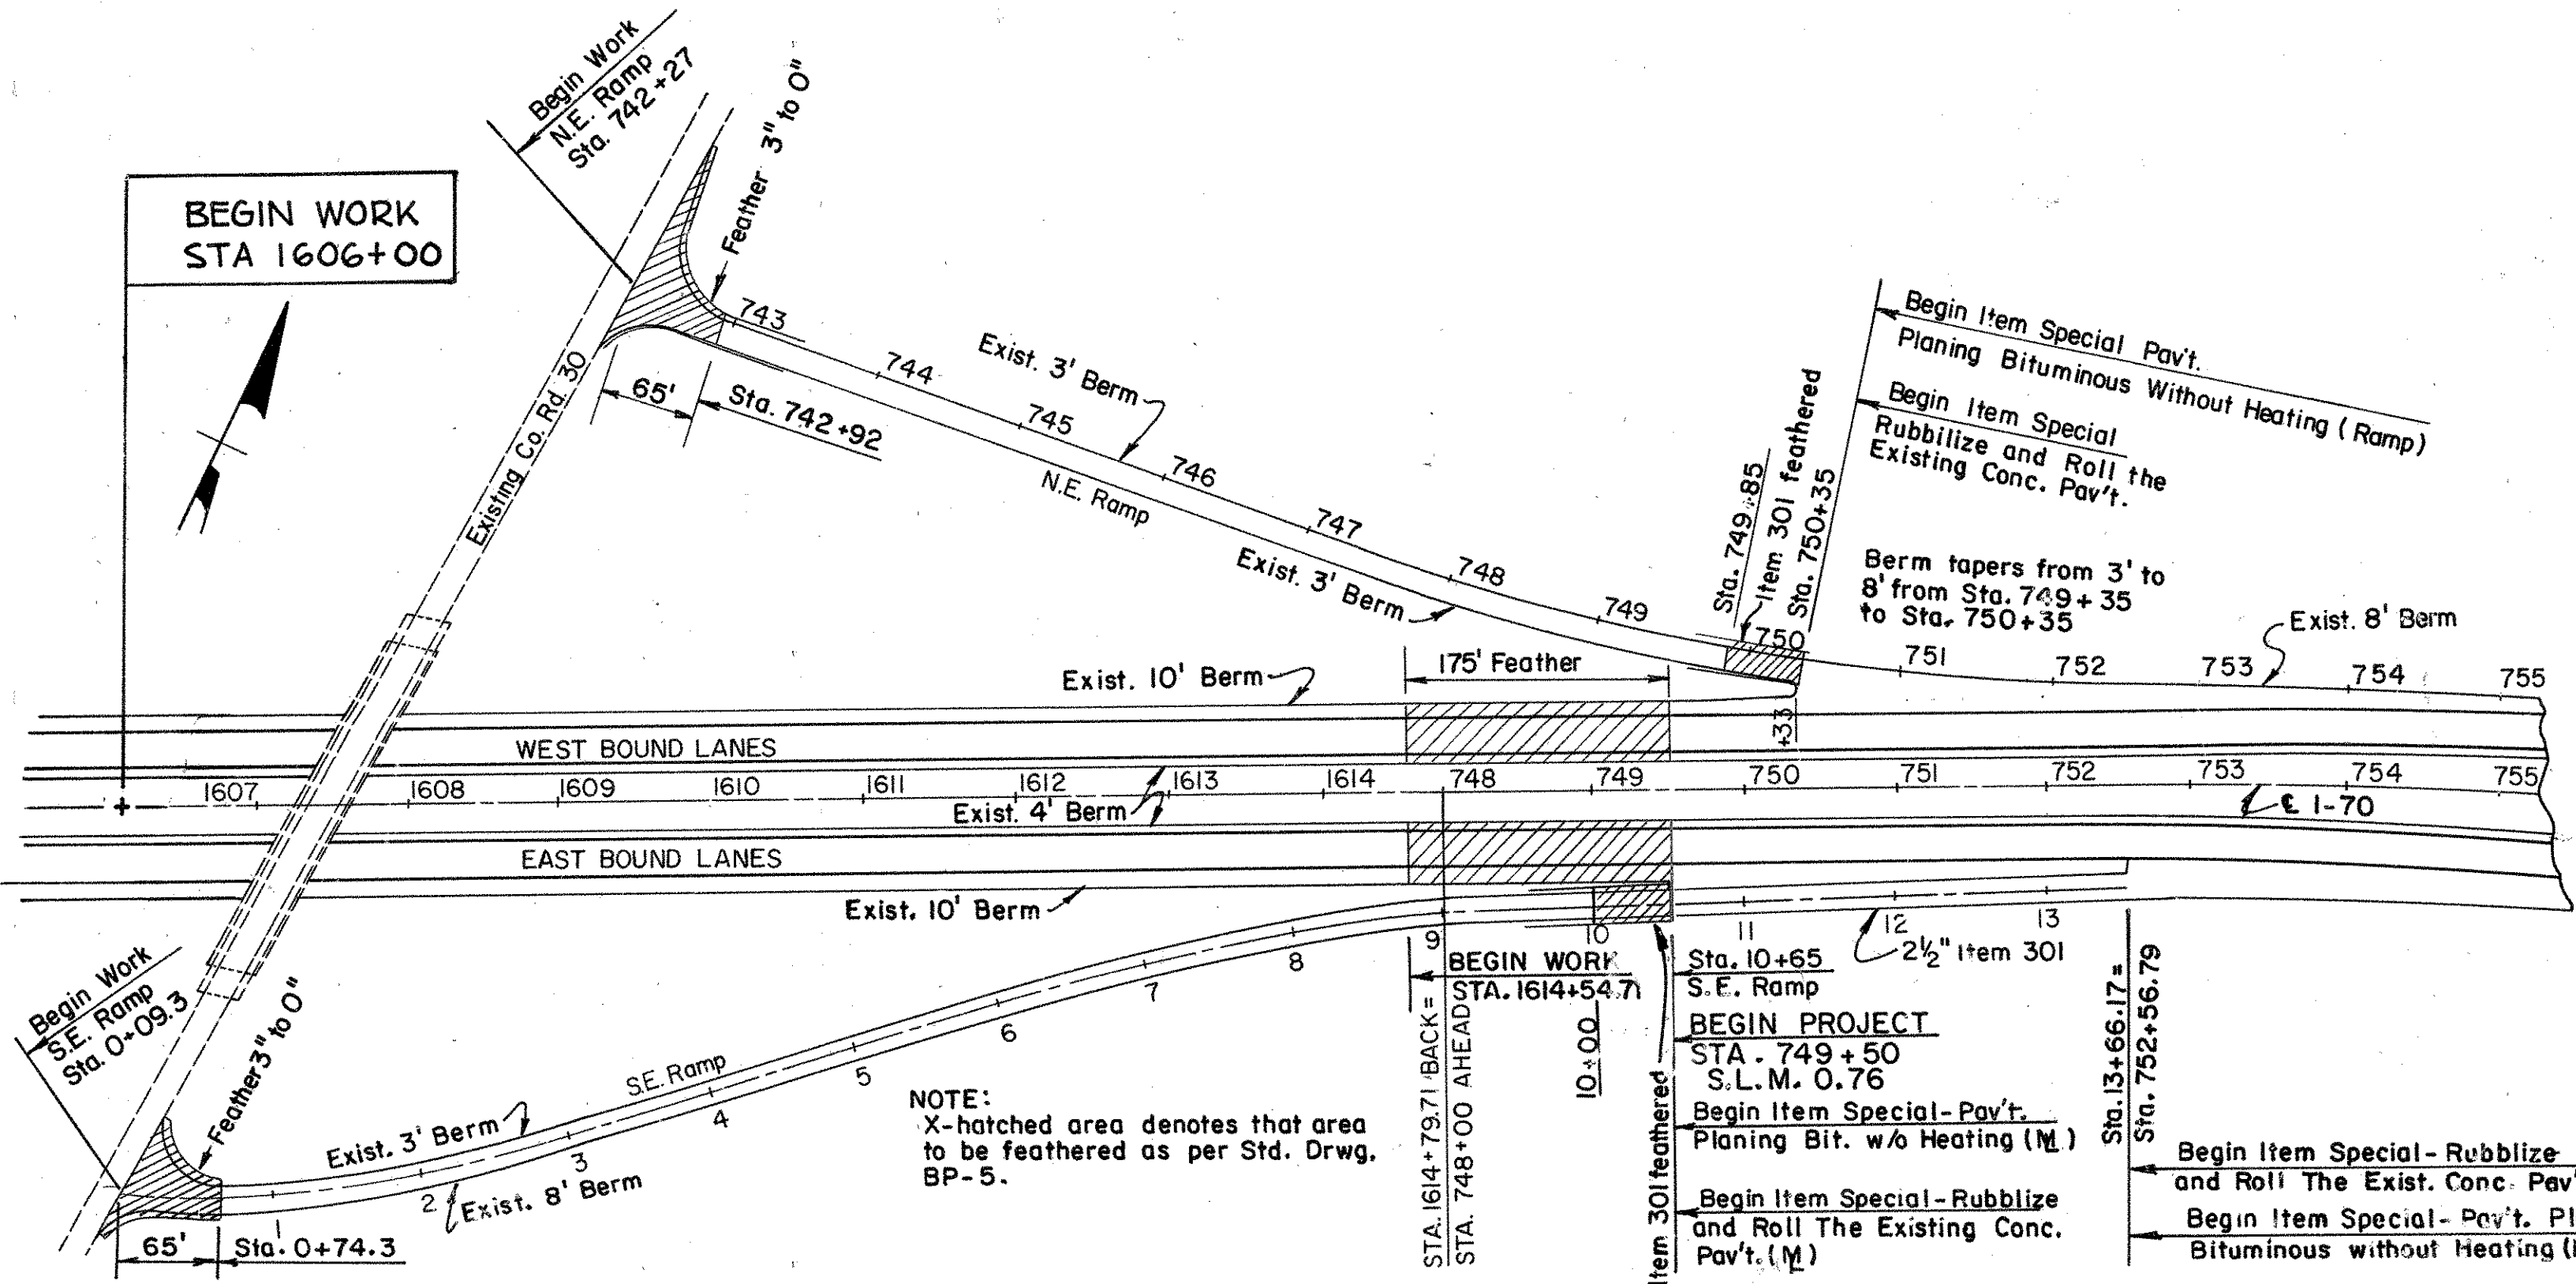 Begin Work
N.E. Ramp
Sta. 742+27
Feather 3" to 0"
BEGIN WORK
STA 1606+00
743
744
745
746
747
748
749
750
751
752
753
754
755
Exist. 3' Berm
65'
Sta. 742+92
Existing Co. Rd. 30
N.E. Ramp
Exist. 3' Berm
Sta. 749+85
Item 301 feathered
Sta. 750+35
Begin Item Special Pav't.
Planing Bituminous Without Heating (Ramp)
Begin Item Special
Rubbilize and Roll the
Existing Conc. Pav't.
Berm tapers from 3' to
8' from Sta. 749+35
to Sta. 750+35
Exist. 8' Berm
175' Feather
Exist. 10' Berm
+33
WEST BOUND LANES
1607
1608
1609
1610
1611
1612
1613
1614
748
749
750
751
752
753
754
755
Exist. 4' Berm
℄ I-70
EAST BOUND LANES
Exist. 10' Berm
Begin Work
S.E. Ramp
Sta. 0+09.3
Feather 3" to 0"
1
2
3
4
5
6
7
8
9
10
11
12
13
S.E. Ramp
Exist. 3' Berm
Exist. 8' Berm
65'
Sta. 0+74.3
NOTE:
X-hatched area denotes that area
to be feathered as per Std. Drwg.
BP-5.
BEGIN WORK
STA. 1614+54.71
STA. 1614+79.71 BACK =
STA. 748+00 AHEAD
10+00
Item 301 feathered
Sta. 10+65
S.E. Ramp
BEGIN PROJECT
STA. 749+50
S.L.M. 0.76
Begin Item Special-Pav't.
Planing Bit. w/o Heating (ML)
Begin Item Special-Rubblize
and Roll The Existing Conc.
Pav't. (ML)
2½" Item 301
Sta. 13+66.17=
Sta. 752+56.79
Begin Item Special-Rubblize
and Roll The Exist. Conc. Pav'
Begin Item Special-Pav't. Pl
Bituminous without Heating (